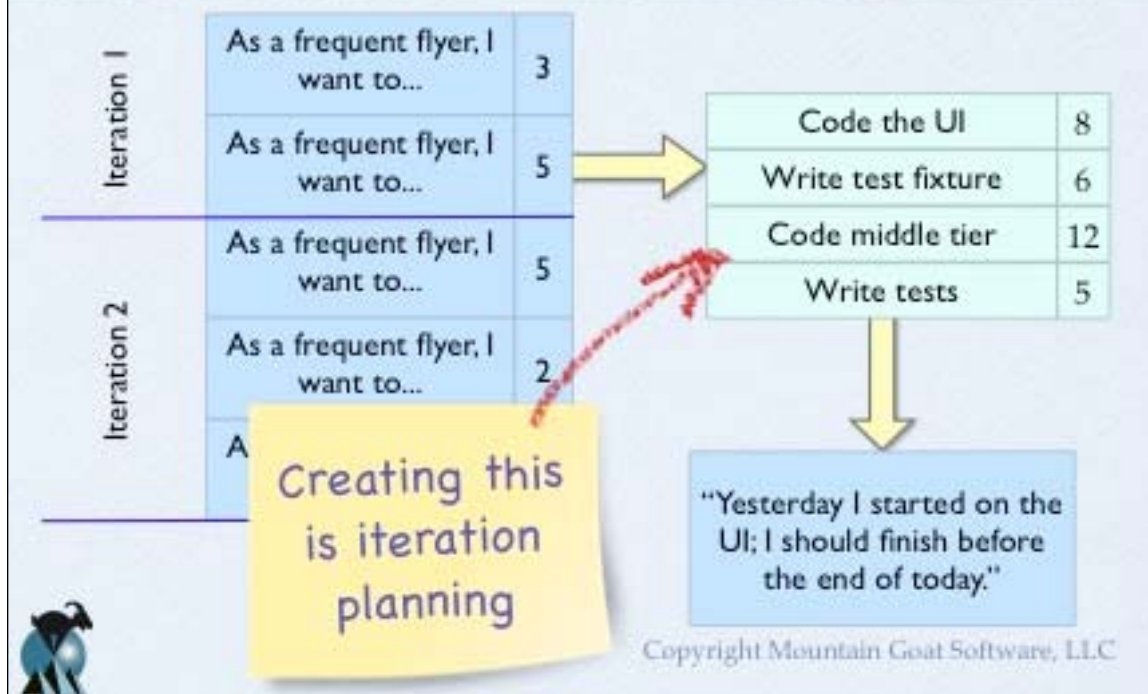 Iteration 1
As a frequent flyer, I
want to...
3
As a frequent flyer, I
want to...
5
Iteration 2
As a frequent flyer, I
want to...
5
As a frequent flyer, I
want to...
2
A
Creating this
is iteration
planning
Code the UI 8
Write test fixture 6
Code middle tier 12
Write tests 5
“Yesterday I started on the
UI; I should finish before
the end of today.”
Copyright Mountain Goat Software, LLC